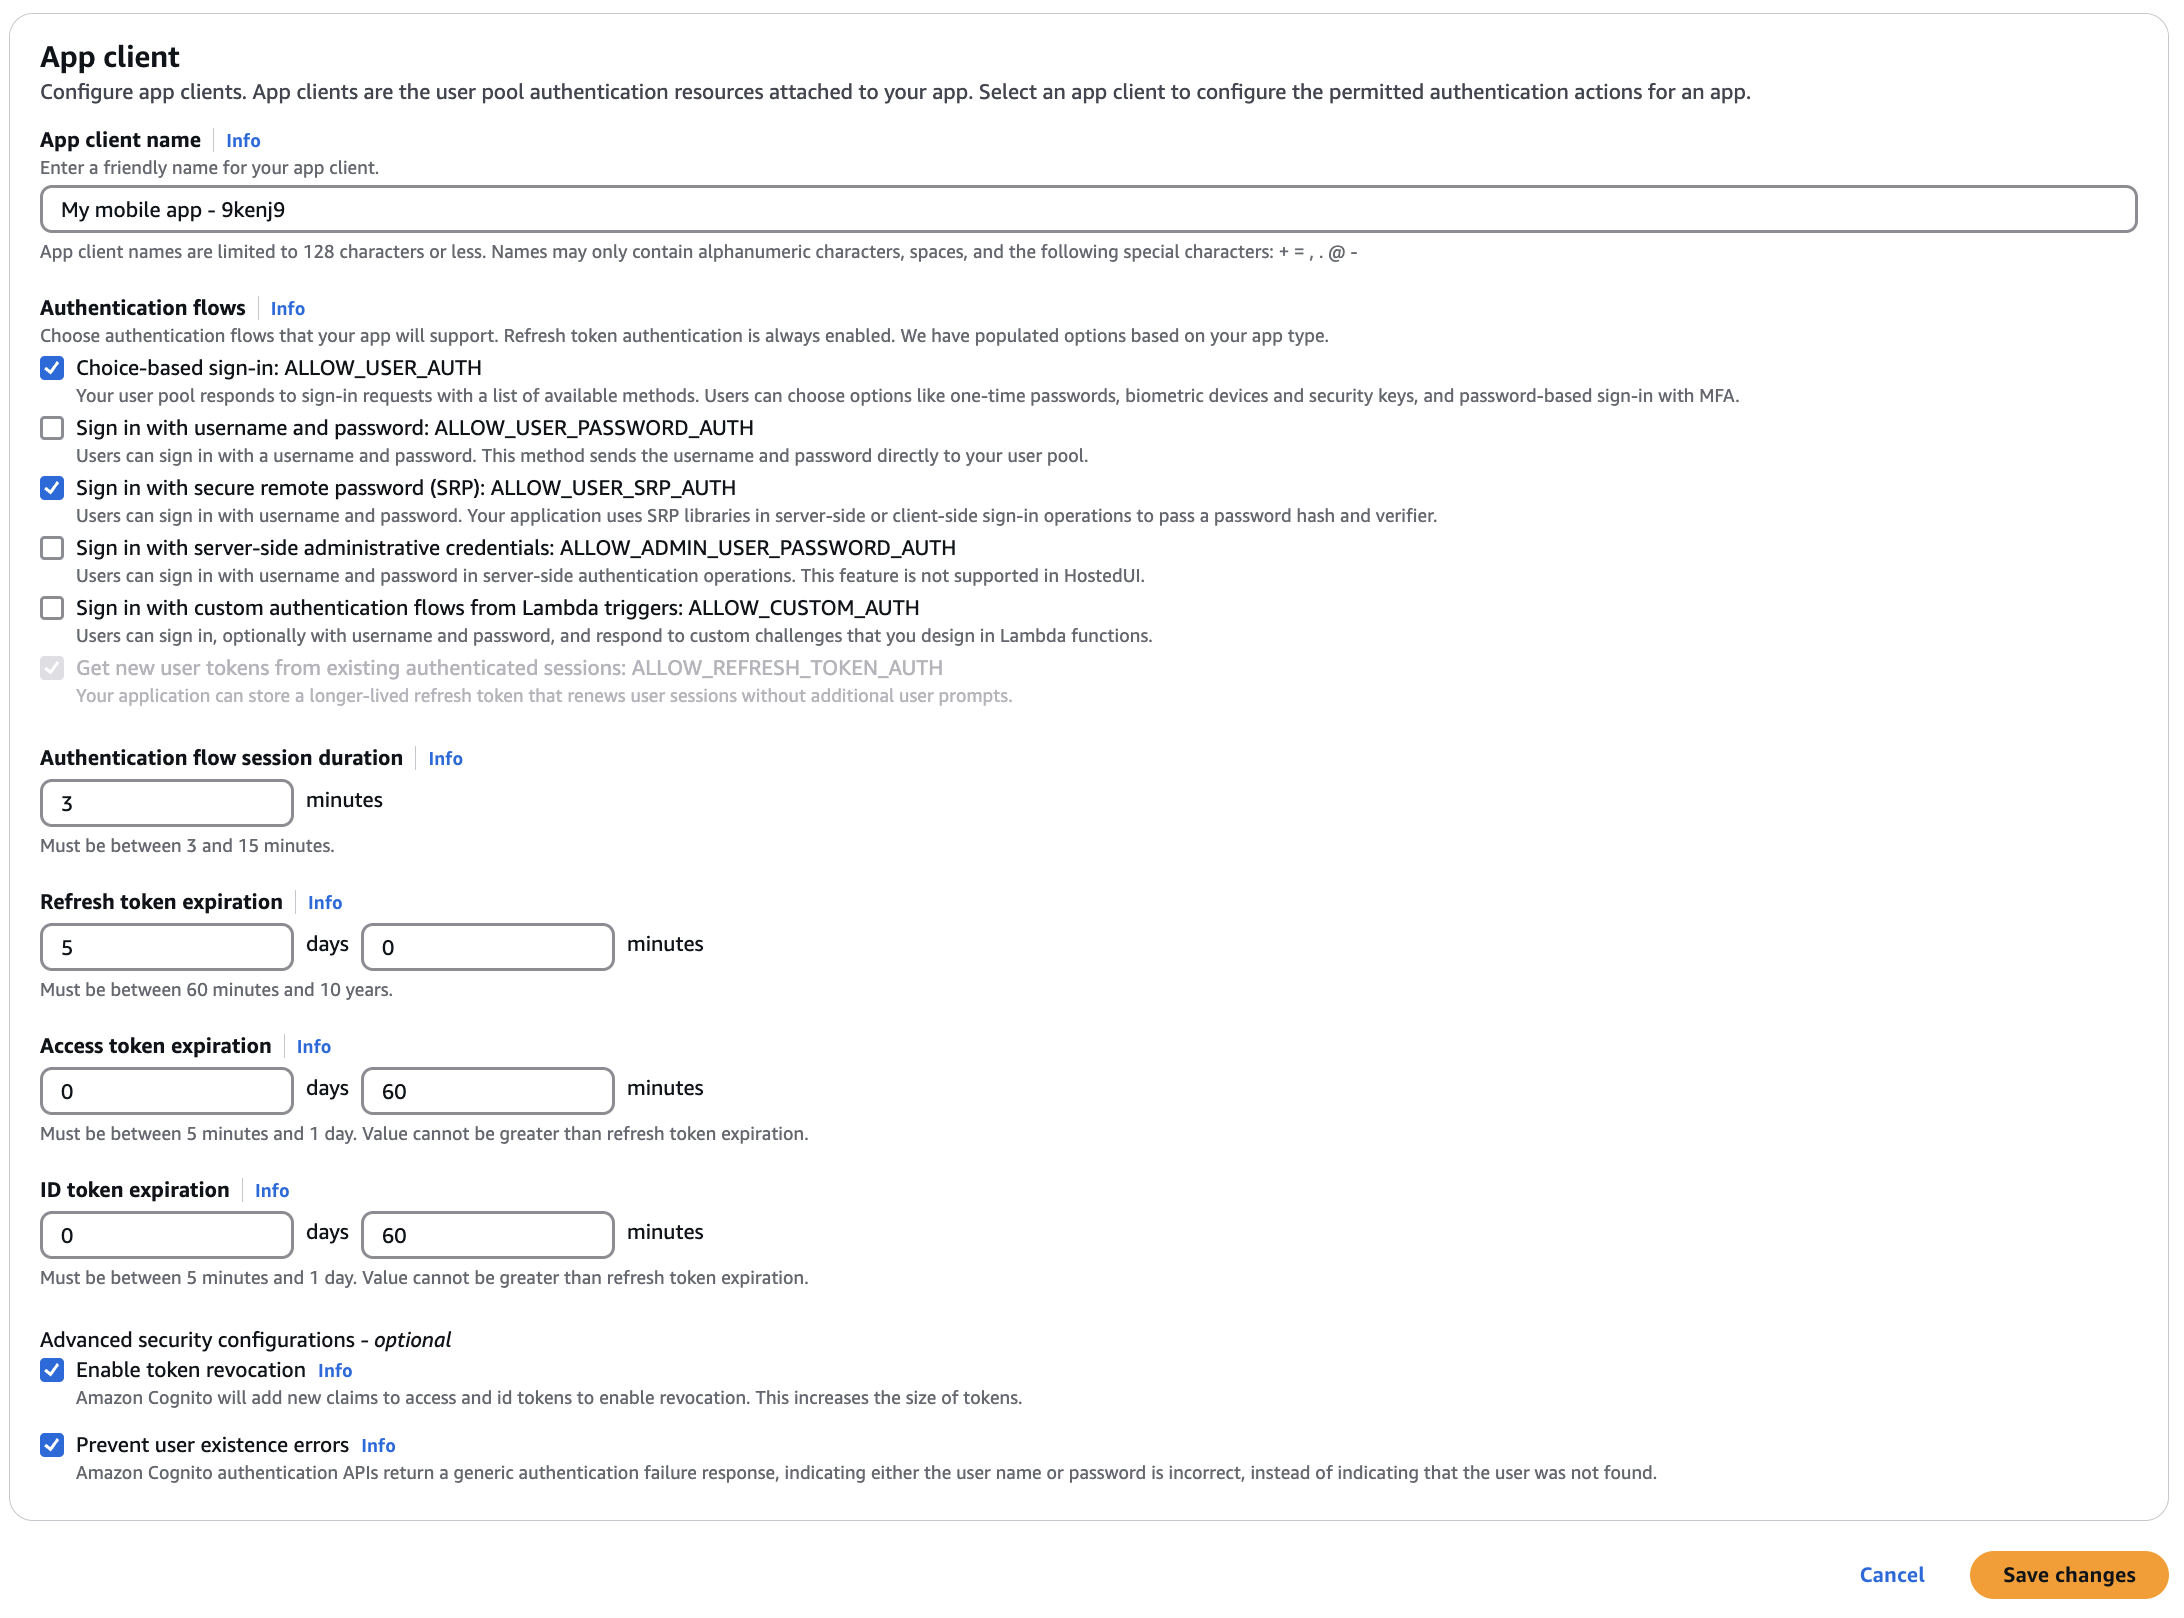 App client
Configure app clients. App clients are the user pool authentication resources attached to your app. Select an app client to configure the permitted authentication actions for an app.
App client name Info
Enter a friendly name for your app client.
My mobile app - 9kenj9
App client names are limited to 128 characters or less. Names may only contain alphanumeric characters, spaces, and the following special characters: + = , . @ -
Authentication flows Info
Choose authentication flows that your app will support. Refresh token authentication is always enabled. We have populated options based on your app type.
Choice-based sign-in: ALLOW_USER_AUTH
Your user pool responds to sign-in requests with a list of available methods. Users can choose options like one-time passwords, biometric devices and security keys, and password-based sign-in with MFA.
Sign in with username and password: ALLOW_USER_PASSWORD_AUTH
Users can sign in with a username and password. This method sends the username and password directly to your user pool.
Sign in with secure remote password (SRP): ALLOW_USER_SRP_AUTH
Users can sign in with username and password. Your application uses SRP libraries in server-side or client-side sign-in operations to pass a password hash and verifier.
Sign in with server-side administrative credentials: ALLOW_ADMIN_USER_PASSWORD_AUTH
Users can sign in with username and password in server-side authentication operations. This feature is not supported in HostedUI.
Sign in with custom authentication flows from Lambda triggers: ALLOW_CUSTOM_AUTH
Users can sign in, optionally with username and password, and respond to custom challenges that you design in Lambda functions.
Get new user tokens from existing authenticated sessions: ALLOW_REFRESH_TOKEN_AUTH
Your application can store a longer-lived refresh token that renews user sessions without additional user prompts.
Authentication flow session duration Info
3 minutes
Must be between 3 and 15 minutes.
Refresh token expiration Info
5 days 0 minutes
Must be between 60 minutes and 10 years.
Access token expiration Info
0 days 60 minutes
Must be between 5 minutes and 1 day. Value cannot be greater than refresh token expiration.
ID token expiration Info
0 days 60 minutes
Must be between 5 minutes and 1 day. Value cannot be greater than refresh token expiration.
Advanced security configurations - optional
Enable token revocation Info
Amazon Cognito will add new claims to access and id tokens to enable revocation. This increases the size of tokens.
Prevent user existence errors Info
Amazon Cognito authentication APIs return a generic authentication failure response, indicating either the user name or password is incorrect, instead of indicating that the user was not found.
Cancel Save changes